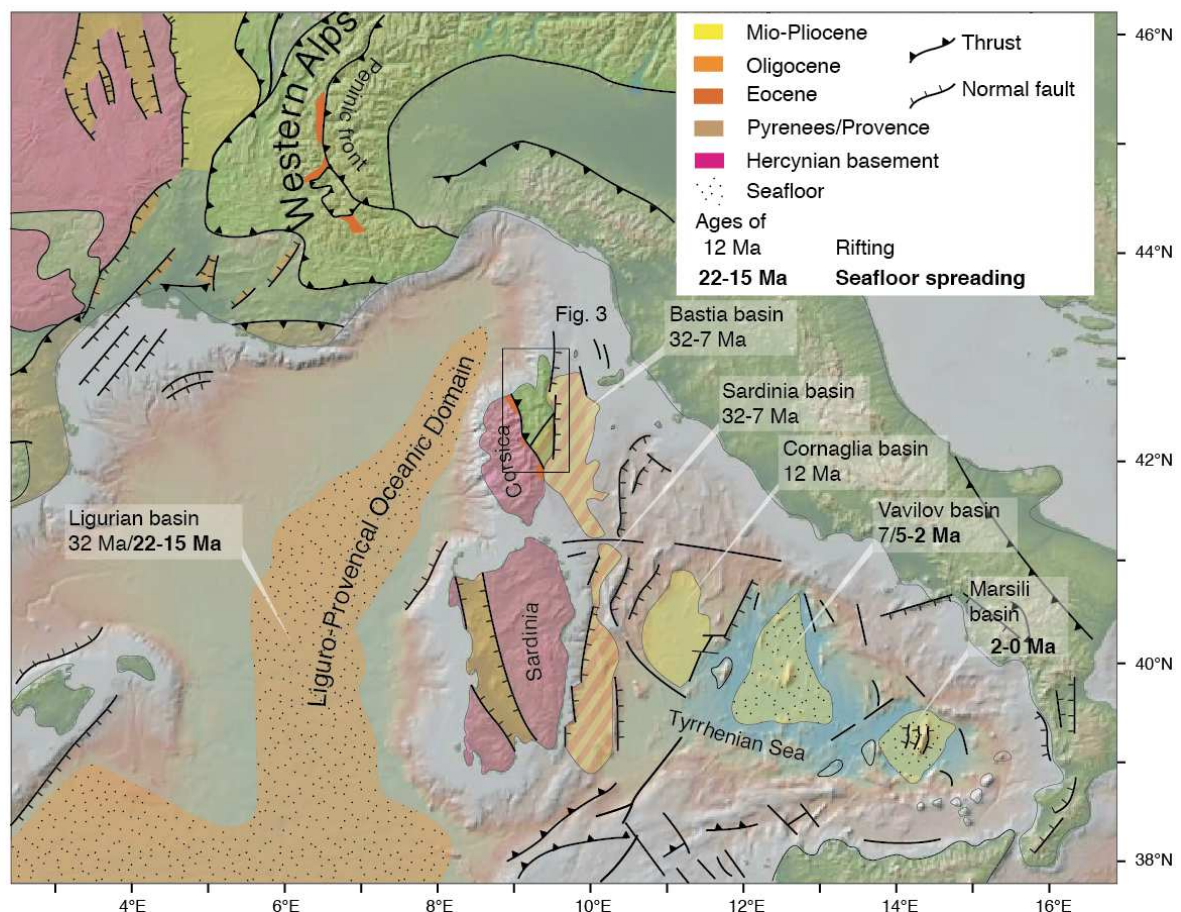 Mio-Pliocene
Oligocene
Eocene
Pyrenees/Provence
Hercynian basement
Seafloor
Thrust
Normal fault
Ages of
12 Ma Rifting
22-15 Ma Seafloor spreading
46°N
44°N
42°N
40°N
38°N
Western Alps
Peninic front
Fig. 3
Bastia basin
32-7 Ma
Sardinia basin
32-7 Ma
Cornaglia basin
12 Ma
Vavilov basin
7/5-2 Ma
Marsili
basin
2-0 Ma
Ligurian basin
32 Ma/22-15 Ma
Liguro-Provencal Oceanic Domain
Corsica
Sardinia
Tyrrhenian Sea
4°E
6°E
8°E
10°E
12°E
14°E
16°E